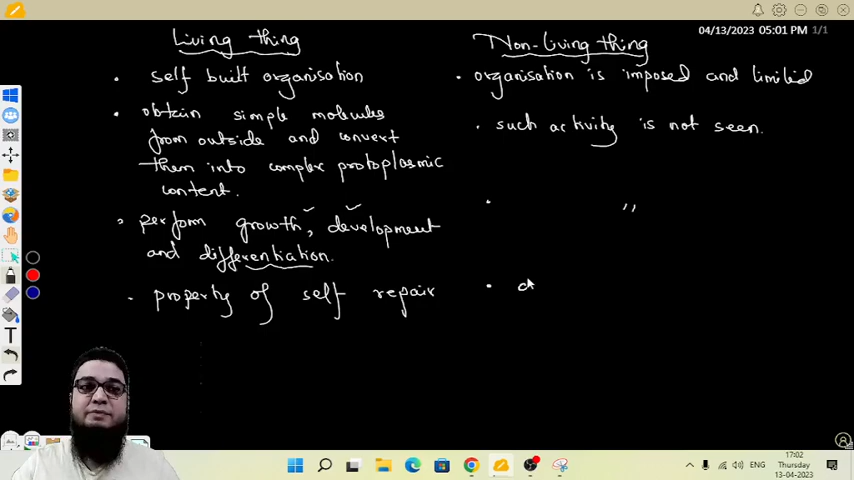 04/13/2023 05:01 PM 1/1
Living thing
Non-Living thing
• self built organisation
• organisation is imposed and limited
• obtain simple molecules
from outside and convert
them into complex protoplasmic
content.
• such activity is not seen.
• perform growth, development
and differentiation.
• ,,
• property of self repair
•
T
ENG
17:02
Thursday
13-04-2023